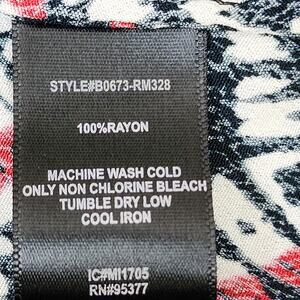 STYLE#B0673-RM328
100%RAYON
MACHINE WASH COLD
ONLY NON CHLORINE BLEACH
TUMBLE DRY LOW
COOL IRON
IC#MI1705
RN#95377